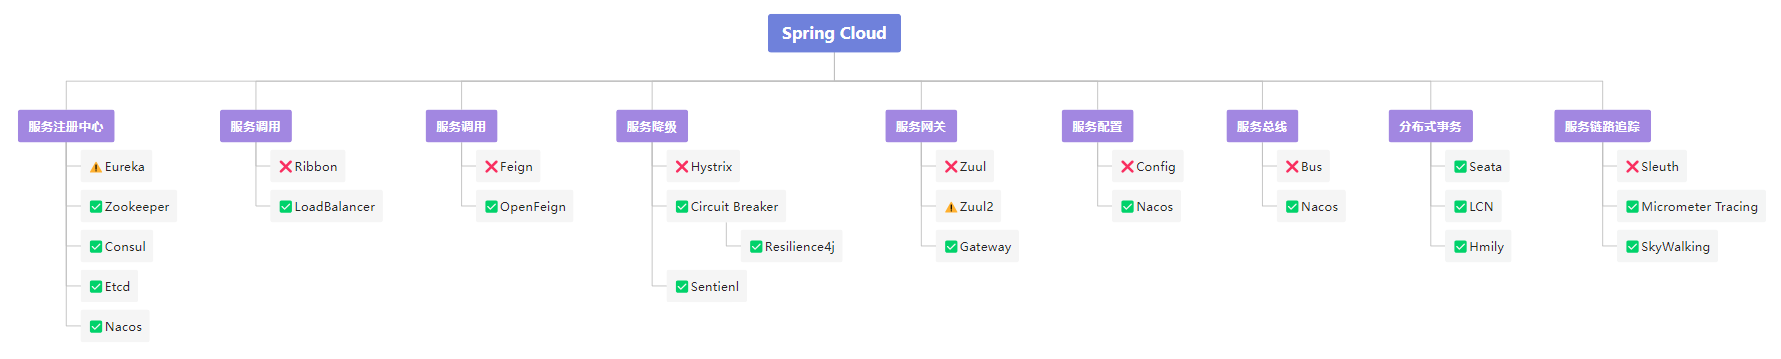 Spring Cloud
服务注册中心
Eureka
Zookeeper
Consul
Etcd
Nacos
服务调用
Ribbon
LoadBalancer
服务调用
Feign
OpenFeign
服务降级
Hystrix
Circuit Breaker
Resilience4j
Sentienl
服务网关
Zuul
Zuul2
Gateway
服务配置
Config
Nacos
服务总线
Bus
Nacos
分布式事务
Seata
LCN
Hmily
服务链路追踪
Sleuth
Micrometer Tracing
SkyWalking